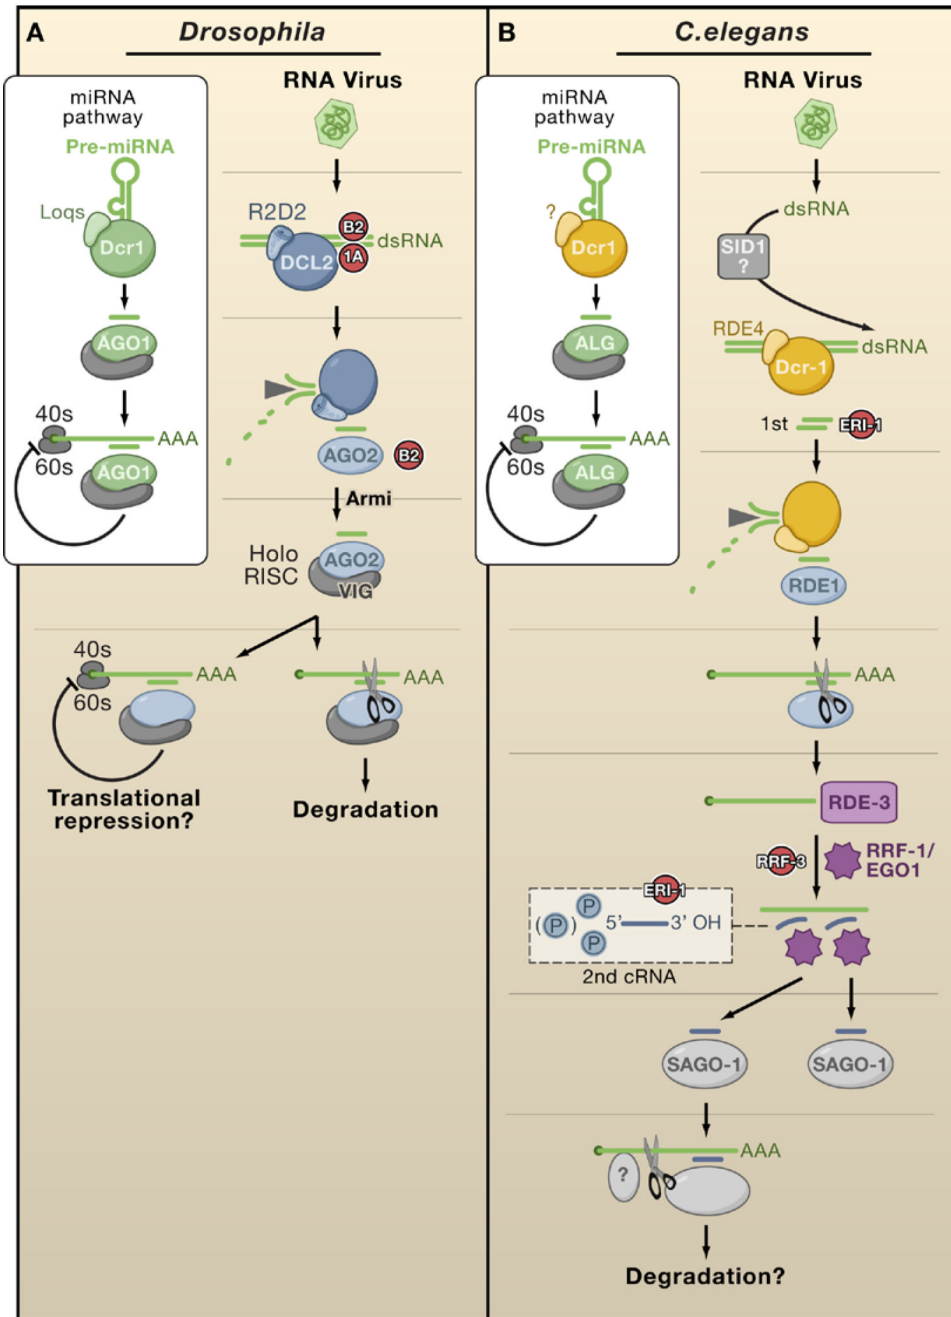 A
Drosophila
miRNA
pathway
Pre-miRNA
Loqs
Dcr1
AGO1
40s
AAA
60s
AGO1
RNA Virus
R2D2
B2
dsRNA
DCL2
1A
AGO2
B2
Armi
Holo
RISC
AGO2
VIG
40s
AAA
60s
Translational
repression?
AAA
Degradation
B
C.elegans
miRNA
pathway
Pre-miRNA
?
Dcr1
ALG
40s
AAA
60s
ALG
RNA Virus
dsRNA
SID1
?
RDE4
dsRNA
Dcr-1
1st
ERI-1
RDE1
AAA
RDE-3
RRF-3
RRF-1/
EGO1
ERI-1
(P) P P 5’ 3’ OH
2nd cRNA
SAGO-1
SAGO-1
AAA
?
Degradation?